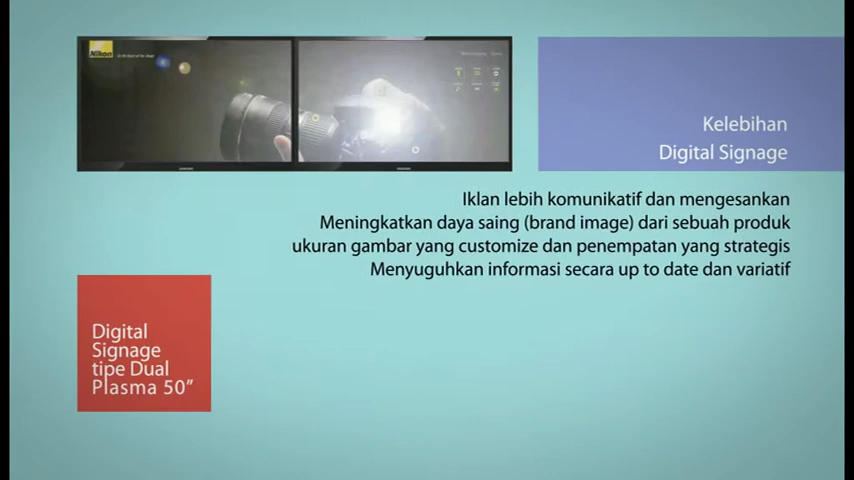 Nikon
Kelebihan
Digital Signage
Iklan lebih komunikatif dan mengesankan
Meningkatkan daya saing (brand image) dari sebuah produk
ukuran gambar yang customize dan penempatan yang strategis
Menyuguhkan informasi secara up to date dan variatif
Digital
Signage
tipe Dual
Plasma 50”